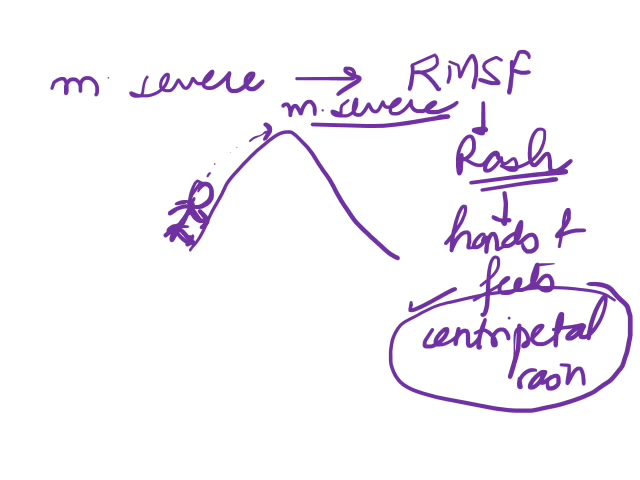 m. severe → RMSF
m. severe
Rash
hands &
feets
centripetal
rash